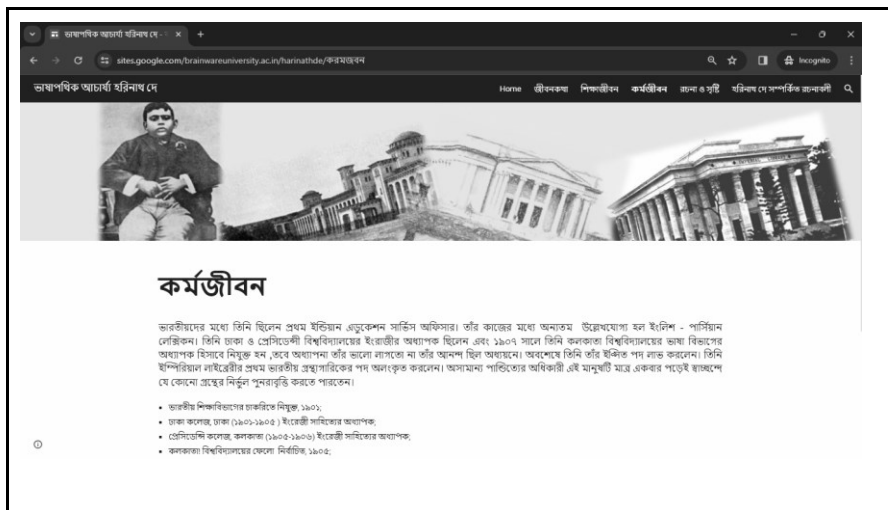 ভাষাপথিক আচার্য্য হরিনাথ দে -
sites.google.com/brainwareuniversity.ac.in/harinathde/করমজবন
Incognito
ভাষাপথিক আচার্য্য হরিনাথ দে
Home জীবনকথা শিক্ষাজীবন কর্মজীবন রচনা ও সৃষ্টি হরিনাথ দে সম্পর্কিত রচনাবলী
কর্মজীবন
ভারতীয়দের মধ্যে তিনি ছিলেন প্রথম ইন্ডিয়ান এডুকেশন সার্ভিস অফিসার। তাঁর কাজের মধ্যে অন্যতম উল্লেখযোগ্য হল ইংলিশ - পার্সিয়ান
লেক্সিকন। তিনি ঢাকা ও প্রেসিডেন্সী বিশ্ববিদ্যালয়ের ইংরাজীর অধ্যাপক ছিলেন এবং ১৯০৭ সালে তিনি কলকাতা বিশ্ববিদ্যালয়ের ভাষা বিভাগের
অধ্যাপক হিসাবে নিযুক্ত হন ,তবে অধ্যাপনা তাঁর ভালো লাগতো না তাঁর আনন্দ ছিল অধ্যয়নে। অবশেষে তিনি তাঁর ইপ্সিত পদ লাভ করলেন। তিনি
ইম্পিরিয়াল লাইব্রেরীর প্রথম ভারতীয় গ্রন্থাগারিকের পদ অলংকৃত করলেন। অসামান্য পান্ডিত্যের অধিকারী এই মানুষটি মাত্র একবার পড়েই স্বাচ্ছন্দে
যে কোনো গ্রন্থের নির্ভুল পুনরাবৃত্তি করতে পারতেন।
• ভারতীয় শিক্ষাবিভাগের চাকরিতে নিযুক্ত, ১৯০১;
• ঢাকা কলেজ, ঢাকা (১৯০১-১৯০৫ ) ইংরেজী সাহিত্যের অধ্যাপক;
• প্রেসিডেন্সি কলেজ, কলকাতা (১৯০৫-১৯০৬) ইংরেজী সাহিত্যের অধ্যাপক;
• কলকাতা বিশ্ববিদ্যালয়ের ফেলো নির্বাচিত, ১৯০৫;